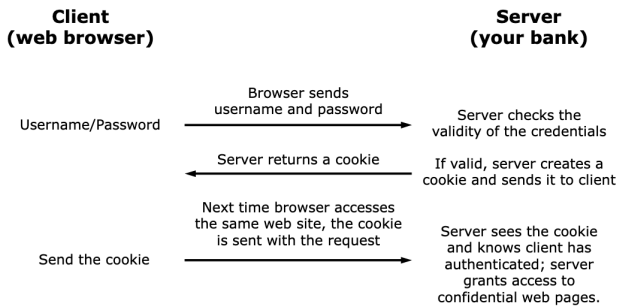 Client
(web browser)
Server
(your bank)
Browser sends
username and password
Username/Password
Server checks the
validity of the credentials
Server returns a cookie
If valid, server creates a
cookie and sends it to client
Next time browser accesses
the same web site, the cookie
is sent with the request
Send the cookie
Server sees the cookie
and knows client has
authenticated; server
grants access to
confidential web pages.